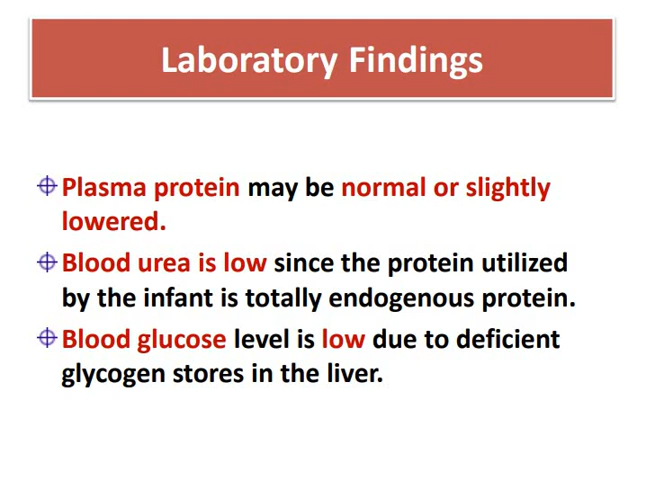 Laboratory Findings
Plasma protein may be normal or slightly
lowered.
Blood urea is low since the protein utilized
by the infant is totally endogenous protein.
Blood glucose level is low due to deficient
glycogen stores in the liver.